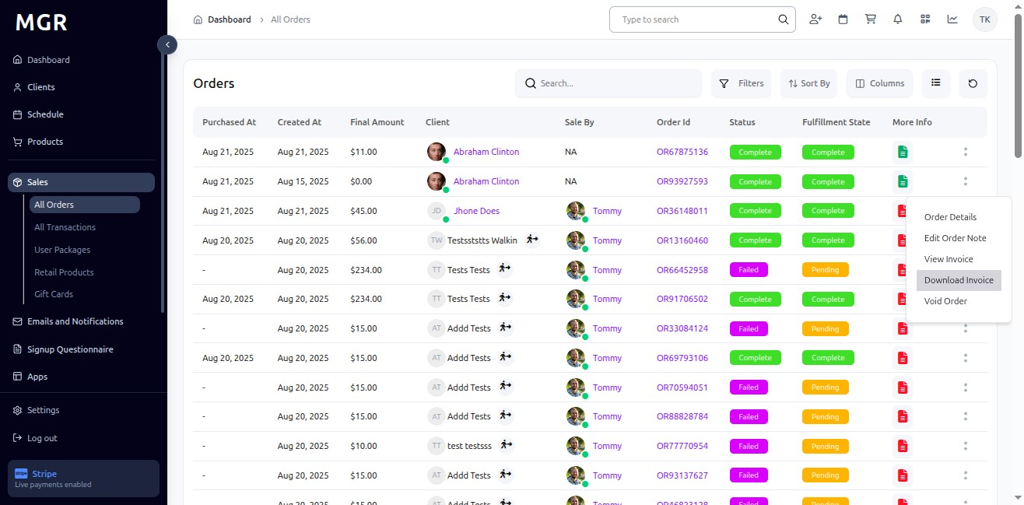 MGR
Dashboard > All Orders
Type to search
TK
Dashboard
Clients
Schedule
Products
Sales
All Orders
All Transactions
User Packages
Retail Products
Gift Cards
Emails and Notifications
Signup Questionnaire
Apps
Settings
Log out
stripe Stripe
Live payments enabled
Orders
Search...
Filters
Sort By
Columns
Purchased At Created At Final Amount Client Sale By Order Id Status Fulfillment State More Info
Aug 21, 2025 Aug 21, 2025 $11.00 Abraham Clinton NA OR67875136 Complete Complete
Aug 21, 2025 Aug 15, 2025 $0.00 Abraham Clinton NA OR93927593 Complete Complete
Aug 21, 2025 Aug 21, 2025 $45.00 JD Jhone Does Tommy OR36148011 Complete Complete
Aug 20, 2025 Aug 20, 2025 $56.00 TW Testsststts Walkin Tommy OR13160460 Complete Complete
- Aug 20, 2025 $234.00 TT Tests Tests Tommy OR66452958 Failed Pending
Aug 20, 2025 Aug 20, 2025 $234.00 TT Tests Tests Tommy OR91706502 Complete Complete
- Aug 20, 2025 $15.00 AT Addd Tests Tommy OR33084124 Failed Pending
Aug 20, 2025 Aug 20, 2025 $15.00 AT Addd Tests Tommy OR69793106 Complete Complete
- Aug 20, 2025 $15.00 AT Addd Tests Tommy OR70594051 Failed Pending
- Aug 20, 2025 $15.00 AT Addd Tests Tommy OR88828784 Failed Pending
- Aug 20, 2025 $10.00 TT test testsss Tommy OR77770954 Failed Pending
- Aug 20, 2025 $15.00 AT Addd Tests Tommy OR93137627 Failed Pending
Aug 20, 2025 $15.00 Addd Tests Tommy Failed Pending
Order Details
Edit Order Note
View Invoice
Download Invoice
Void Order